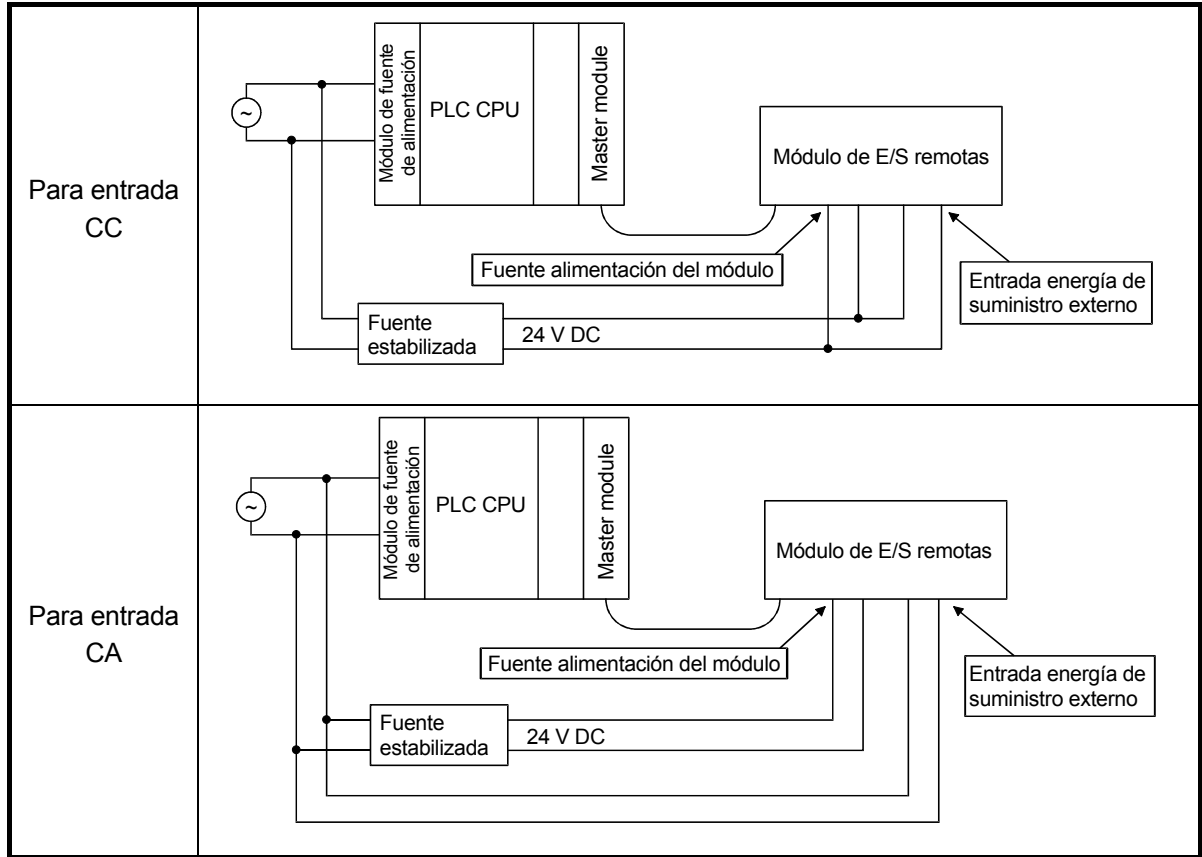 Para entrada
CC
~
Módulo de fuente
de alimentación
PLC CPU
Master module
Módulo de E/S remotas
Fuente alimentación del módulo
Entrada energía de
suministro externo
Fuente
estabilizada
24 V DC
Para entrada
CA
~
Módulo de fuente
de alimentación
PLC CPU
Master module
Módulo de E/S remotas
Fuente alimentación del módulo
Entrada energía de
suministro externo
Fuente
estabilizada
24 V DC